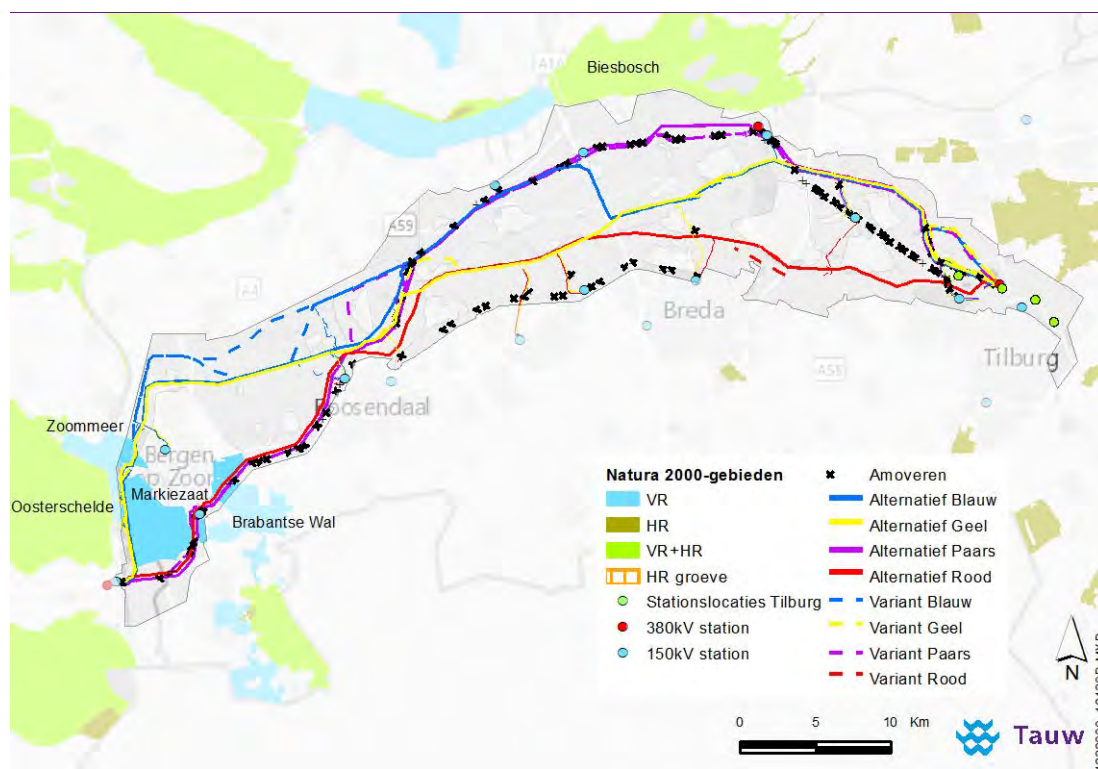 Biesbosch
A16
A59
A4
Breda
Tilburg
A58
Roosendaal
Zoommeer
Bergen
op Zoom
Markiezaat
Oosterschelde
Brabantse Wal
Natura 2000-gebieden
VR
HR
VR+HR
HR groeve
Stationslocaties Tilburg
380kV station
150kV station
Amoveren
Alternatief Blauw
Alternatief Geel
Alternatief Paars
Alternatief Rood
Variant Blauw
Variant Geel
Variant Paars
Variant Rood
N
0 5 10 Km
Tauw